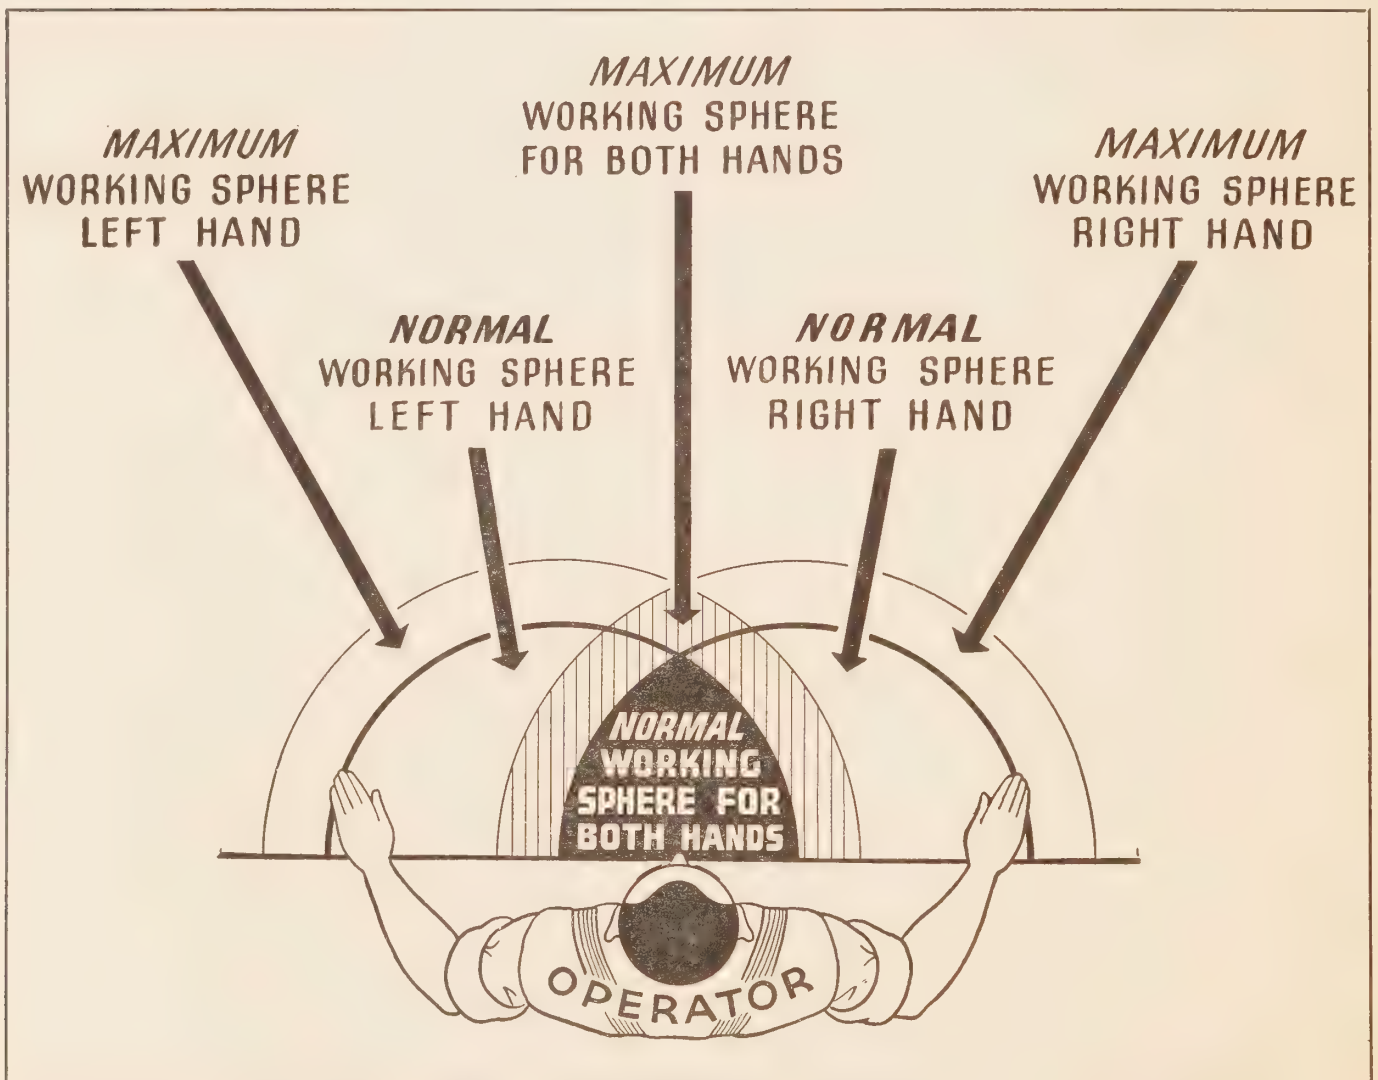 MAXIMUM
WORKING SPHERE
FOR BOTH HANDS
MAXIMUM
WORKING SPHERE
LEFT HAND
MAXIMUM
WORKING SPHERE
RIGHT HAND
NORMAL
WORKING SPHERE
LEFT HAND
NORMAL
WORKING SPHERE
RIGHT HAND
NORMAL
WORKING
SPHERE FOR
BOTH HANDS
OPERATOR